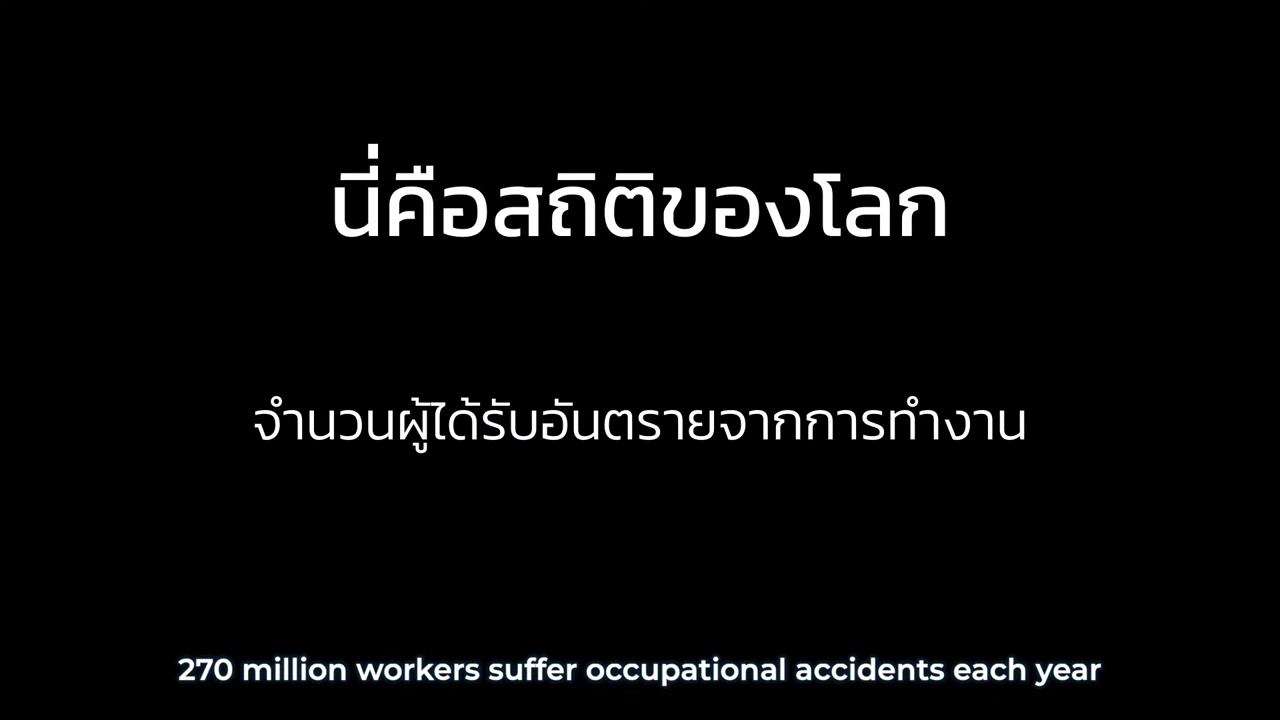 นี่คือสถิติของโลก
จำนวนผู้ได้รับอันตรายจากการทำงาน
270 million workers suffer occupational accidents each year